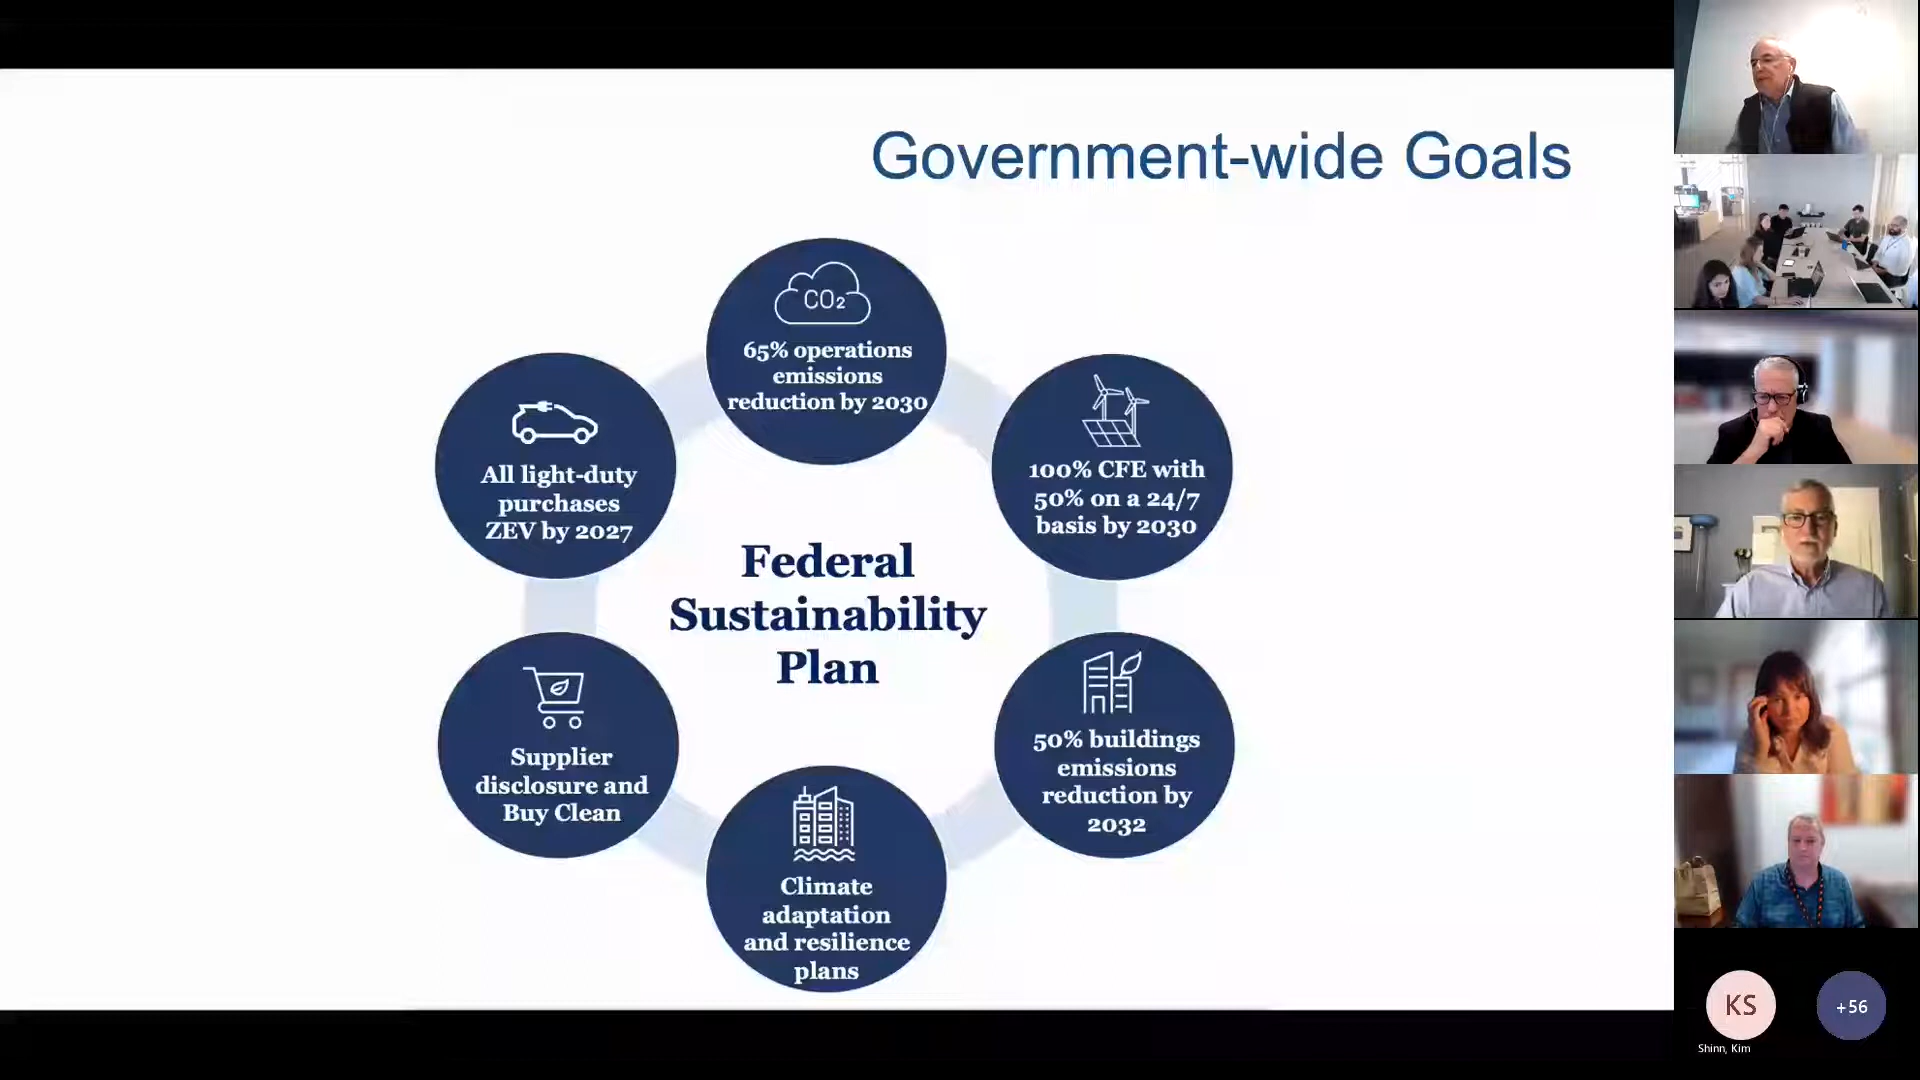 Government-wide Goals
CO₂
65% operations
emissions
reduction by 2030
100% CFE with
50% on a 24/7
basis by 2030
50% buildings
emissions
reduction by
2032
Climate
adaptation
and resilience
plans
Supplier
disclosure and
Buy Clean
All light-duty
purchases
ZEV by 2027
Federal
Sustainability
Plan
KS
Shinn, Kim
+56